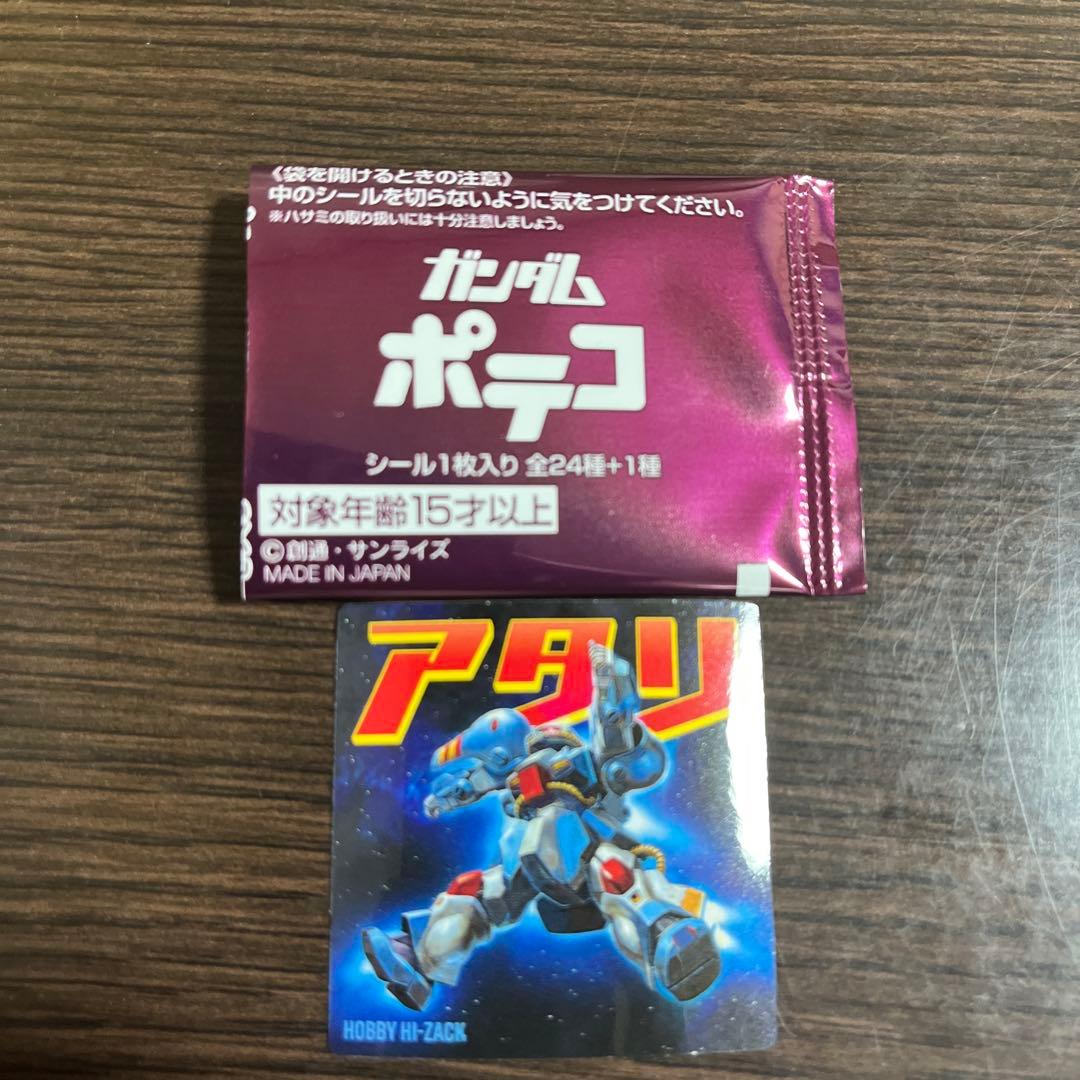 《袋を開けるときの注意》
中のシールを切らないように気をつけてください。
※ハサミの取り扱いには十分注意しましょう。
ガンダム
ポテコ
シール1枚入り 全24種+1種
対象年齢15才以上
©創通・サンライズ
MADE IN JAPAN
アタリ
HOBBY HI-ZACK